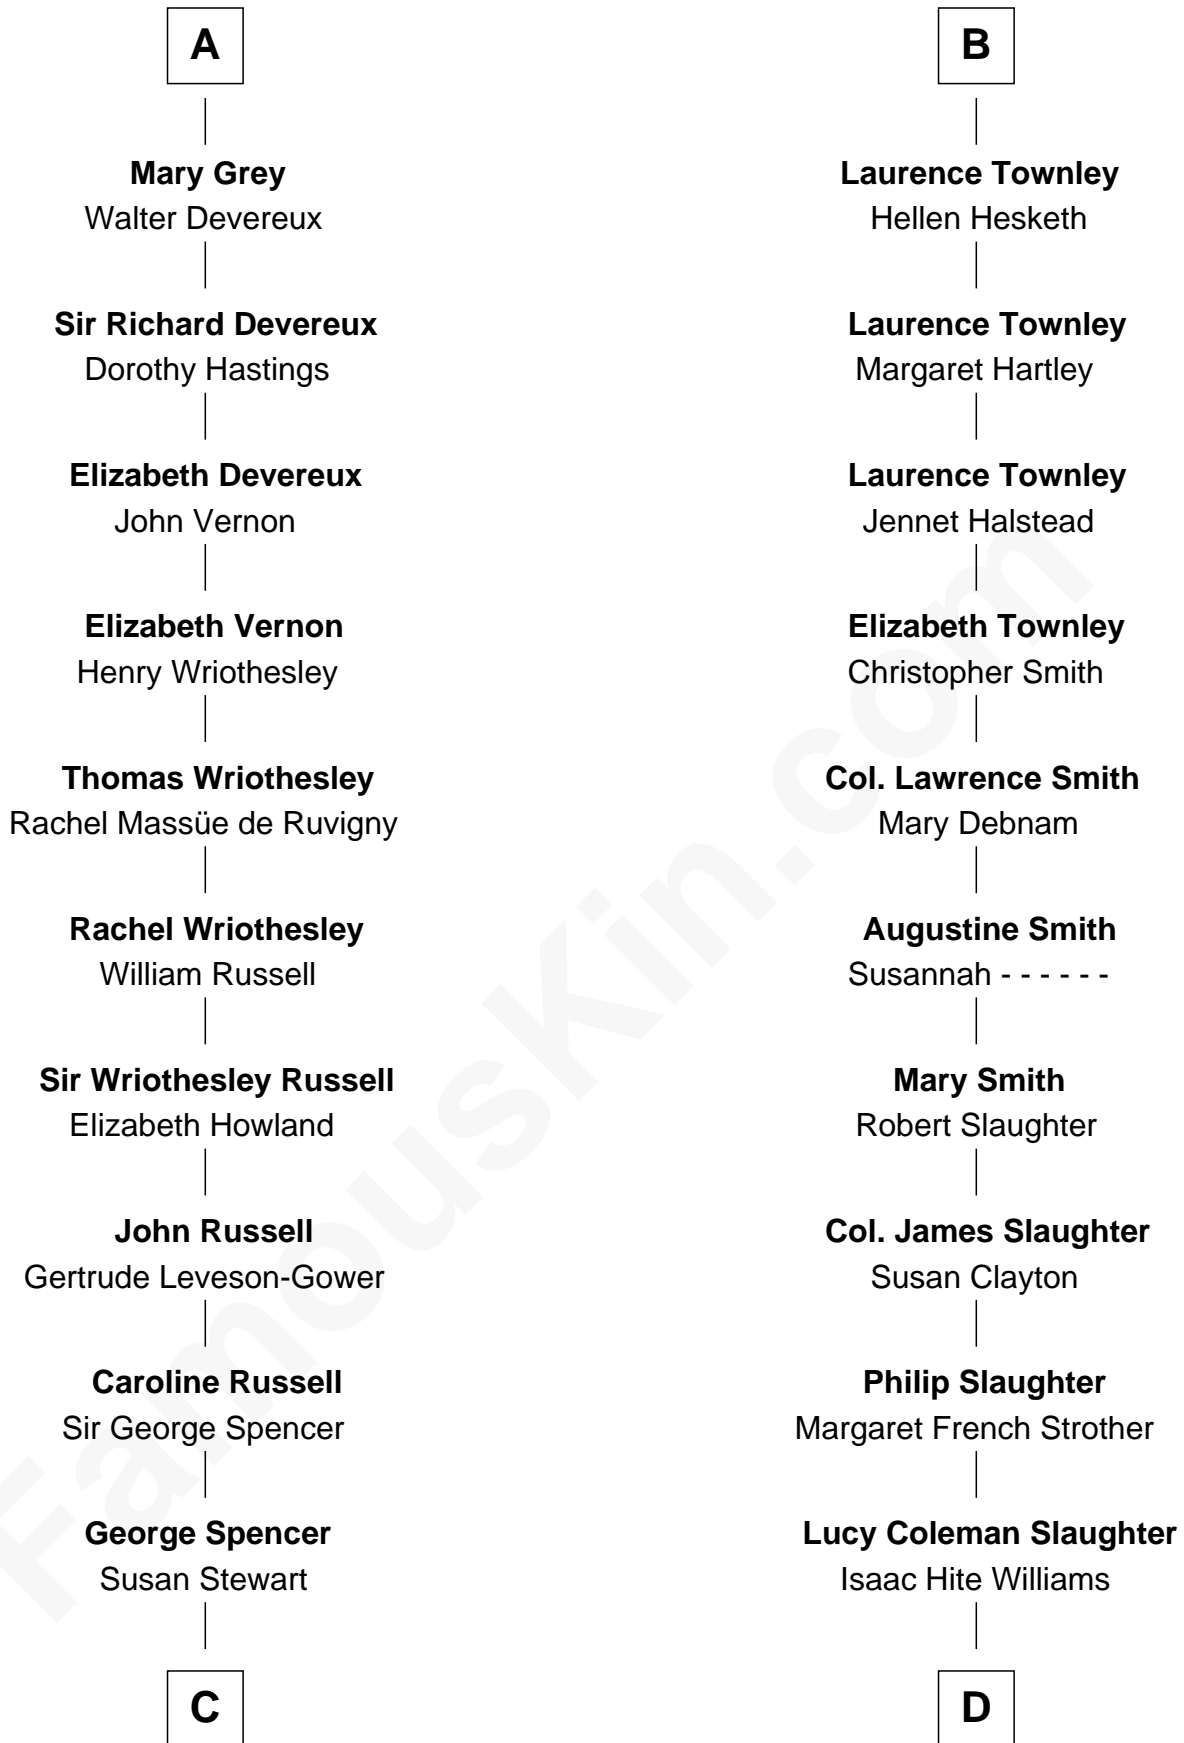 A
Mary Grey
Walter Devereux
Sir Richard Devereux
Dorothy Hastings
Elizabeth Devereux
John Vernon
Elizabeth Vernon
Henry Wriothesley
Thomas Wriothesley
Rachel Massüe de Ruvigny
Rachel Wriothesley
William Russell
Sir Wriothesley Russell
Elizabeth Howland
John Russell
Gertrude Leveson-Gower
Caroline Russell
Sir George Spencer
George Spencer
Susan Stewart
C
B
Laurence Townley
Hellen Hesketh
Laurence Townley
Margaret Hartley
Laurence Townley
Jennet Halstead
Elizabeth Townley
Christopher Smith
Col. Lawrence Smith
Mary Debnam
Augustine Smith
Susannah - - - - - -
Mary Smith
Robert Slaughter
Col. James Slaughter
Susan Clayton
Philip Slaughter
Margaret French Strother
Lucy Coleman Slaughter
Isaac Hite Williams
D
FamousKin.com